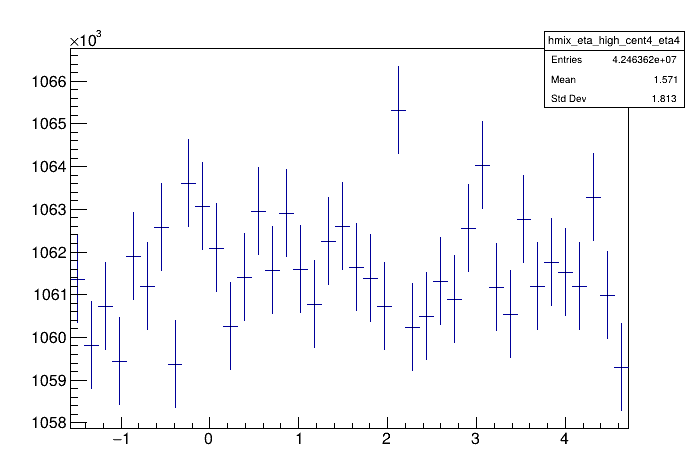 hmix_eta_high_cent4_eta4
Entries 4.246362e+07
Mean 1.571
Std Dev 1.813
×10³
1066
1065
1064
1063
1062
1061
1060
1059
1058
−1 0 1 2 3 4